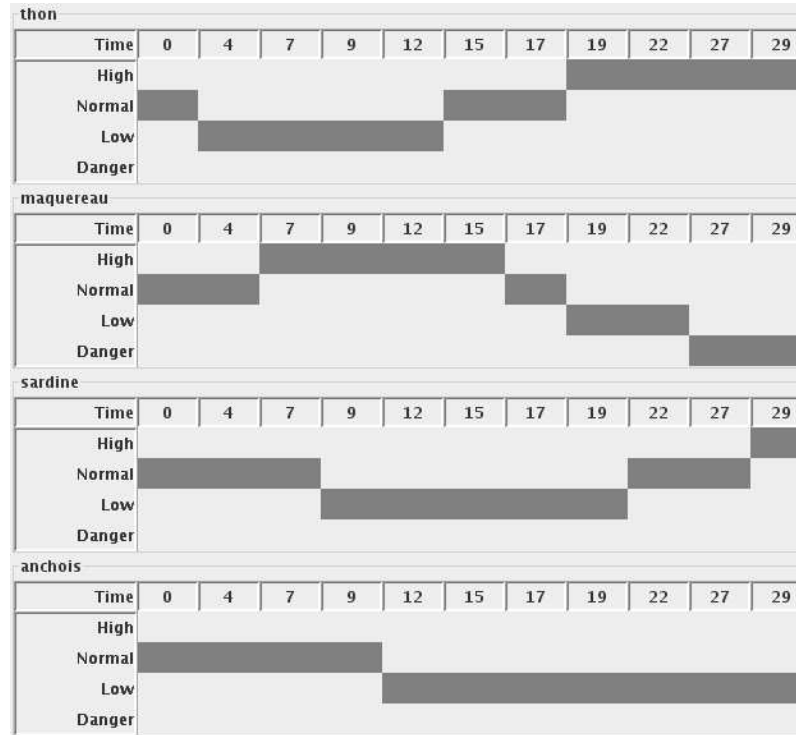 thon
Time 0 4 7 9 12 15 17 19 22 27 29
High
Normal
Low
Danger
maquereau
Time 0 4 7 9 12 15 17 19 22 27 29
High
Normal
Low
Danger
sardine
Time 0 4 7 9 12 15 17 19 22 27 29
High
Normal
Low
Danger
anchois
Time 0 4 7 9 12 15 17 19 22 27 29
High
Normal
Low
Danger